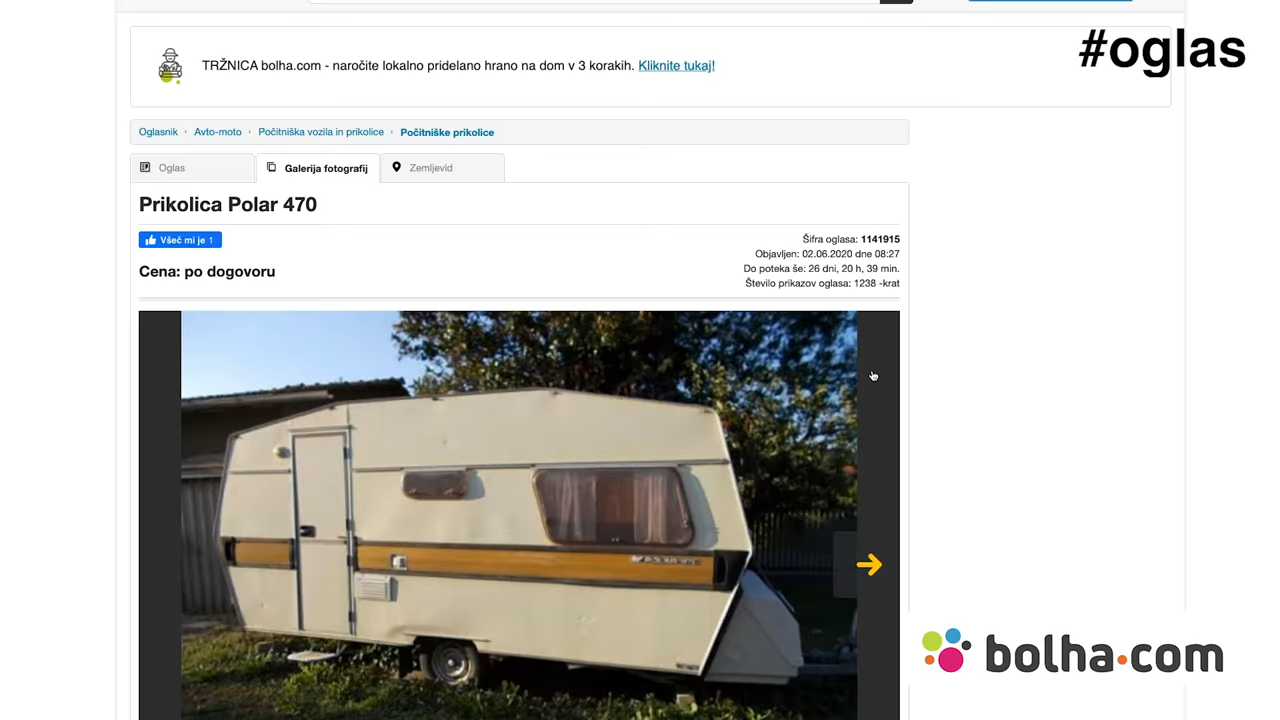 #oglas
TRŽNICA bolha.com - naročite lokalno pridelano hrano na dom v 3 korakih. Kliknite tukaj!
Oglasnik › Avto-moto › Počitniška vozila in prikolice › Počitniške prikolice
Oglas
Galerija fotografij
Zemljevid
Prikolica Polar 470
Všeč mi je 1
Šifra oglasa: 1141915
Objavljen: 02.06.2020 dne 08:27
Cena: po dogovoru
Do poteka še: 26 dni, 20 h, 39 min.
Število prikazov oglasa: 1238 -krat
bolha.com